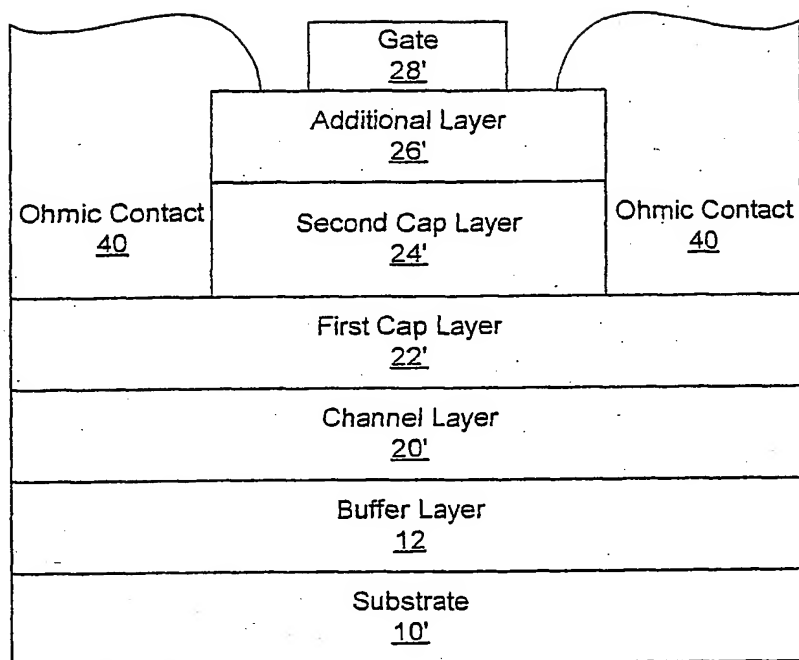 Gate
28'
Additional Layer
26'
Ohmic Contact
40
Second Cap Layer
24'
Ohmic Contact
40
First Cap Layer
22'
Channel Layer
20'
Buffer Layer
12
Substrate
10'